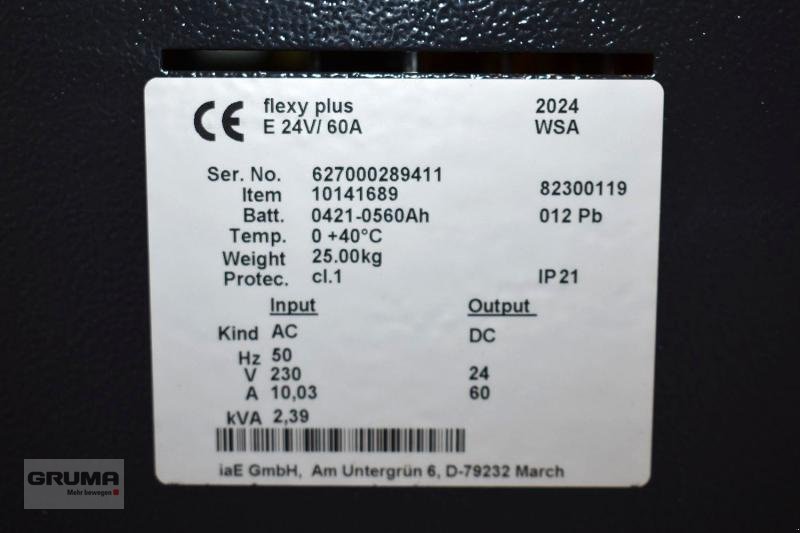 CE flexy plus 2024
E 24V/ 60A WSA
Ser. No. 627000289411
Item 10141689 82300119
Batt. 0421-0560Ah 012 Pb
Temp. 0 +40°C
Weight 25.00kg
Protec. cl.1 IP21
Input Output
Kind AC DC
Hz 50
V 230 24
A 10,03 60
kVA 2,39
iaE GmbH, Am Untergrün 6, D-79232 March
GRUMA
Mehr bewegen